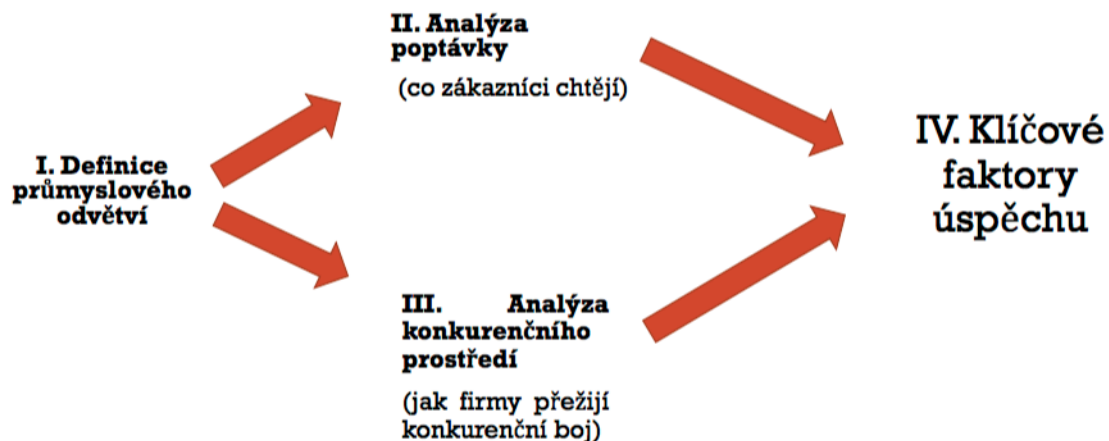 I. Definice
průmyslového
odvětví
II. Analýza
poptávky
(co zákazníci chtějí)
III. Analýza
konkurenčního
prostředí
(jak firmy přežijí
konkurenční boj)
IV. Klíčové
faktory
úspěchu